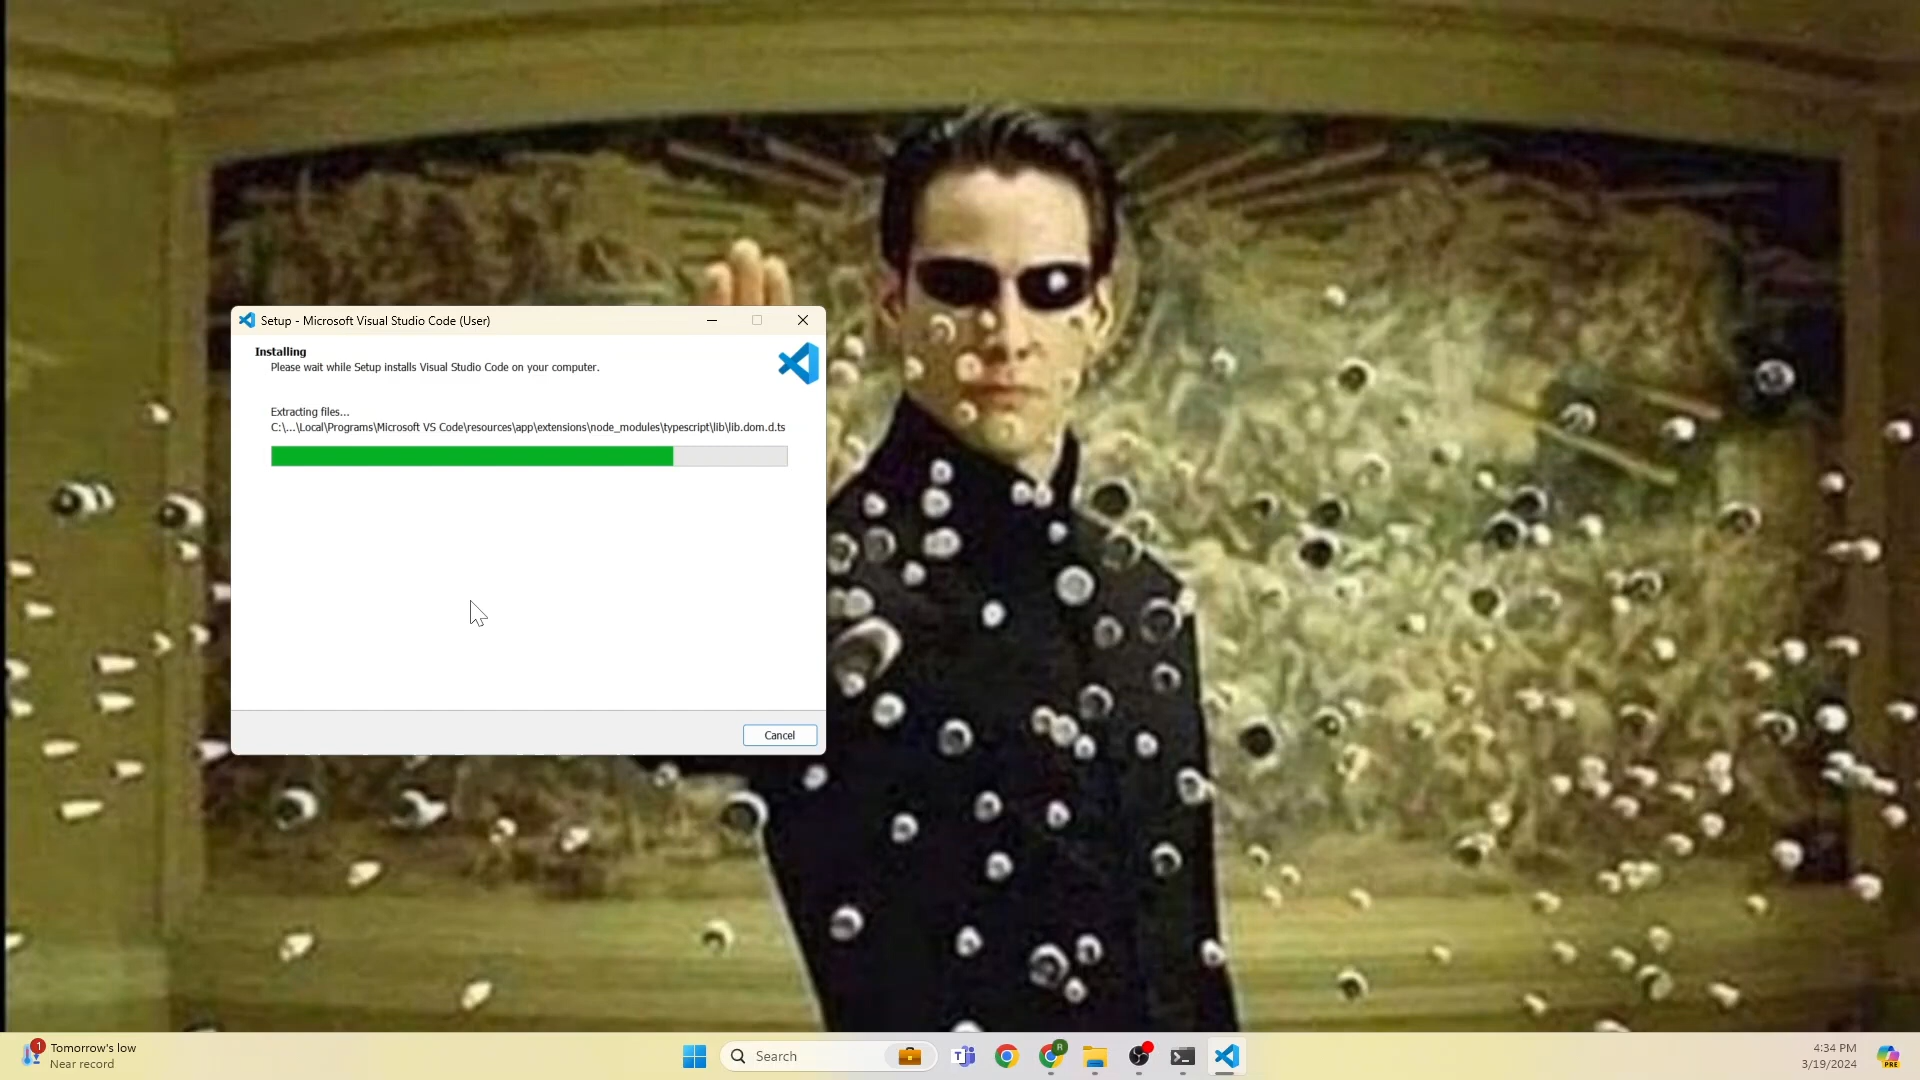 Setup - Microsoft Visual Studio Code (User)
Installing
Please wait while Setup installs Visual Studio Code on your computer.
Extracting files...
C:\...\Local\Programs\Microsoft VS Code\resources\app\extensions\node_modules\typescript\lib\lib.dom.d.ts
Cancel
1
Tomorrow's low
Near record
Search
T
R
4:34 PM
3/19/2024
PRE